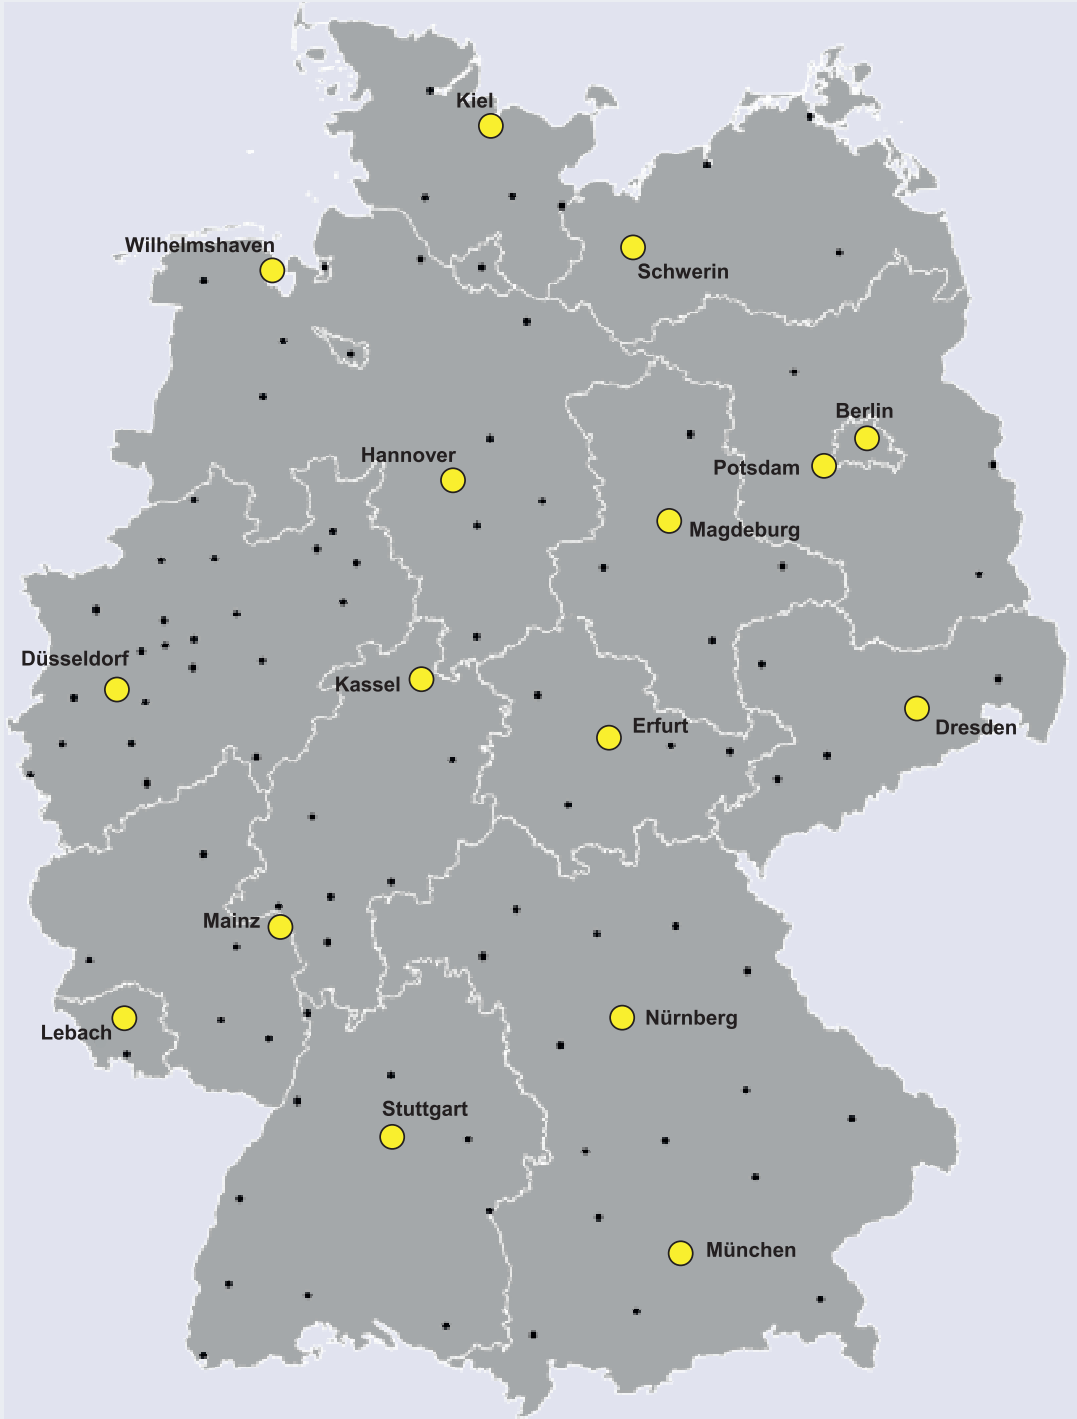 Kiel
Wilhelmshaven
Schwerin
Berlin
Hannover
Potsdam
Magdeburg
Düsseldorf
Kassel
Erfurt
Dresden
Mainz
Nürnberg
Lebach
Stuttgart
München